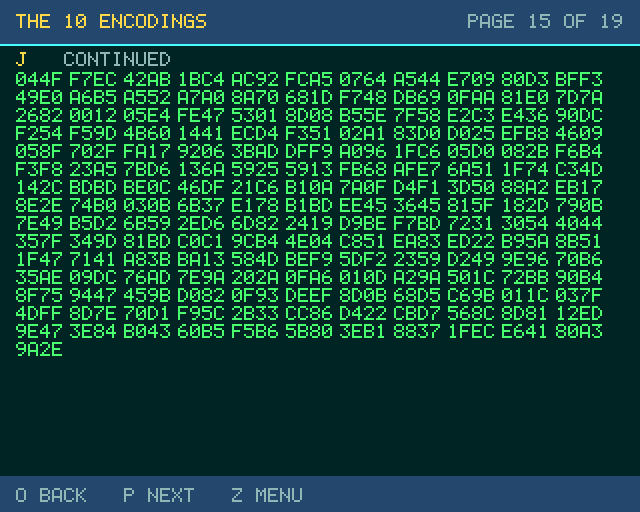 THE 10 ENCODINGS PAGE 15 OF 19
J CONTINUED
044F F7EC 42AB 1BC4 AC92 FCA5 0764 A544 E709 80D3 BFF3
49E0 A6B5 A552 A7A0 8A70 681D F748 DB69 0FAA 81E0 7D7A
2682 0012 05E4 FE47 5301 8D08 B55E 7F58 E2C3 E436 90DC
F254 F59D 4B60 1441 ECD4 F351 02A1 83D0 D025 EFB8 4609
058F 702F FA17 9206 3BAD DFF9 A096 1FC6 05D0 082B F6B4
F3F8 23A5 7BD6 136A 5925 5913 FB68 AFE7 6A51 1F74 C34D
142C BDBD BE0C 46DF 21C6 B10A 7A0F D4F1 3D50 88A2 EB17
8E2E 74B0 030B 6B37 E178 B1BD EE45 3645 815F 182D 790B
7E49 B5D2 6B59 2ED6 6D82 2419 D9BE F7BD 7231 3054 4044
357F 349D 81BD C0C1 9CB4 4E04 C851 EA83 ED22 B95A 8B51
1F47 7141 A83B BA13 584D BEF9 5DF2 2359 D249 9E96 70B6
35AE 09DC 76AD 7E9A 202A 0FA6 010D A29A 501C 72BB 90B4
8F75 9447 459B D082 0F93 DEEF 8D0B 68D5 C69B 011C 037F
4DFF 8D7E 70D1 F95C 2B33 CC86 D422 CBD7 568C 8D81 12ED
9E47 3E84 B043 60B5 F5B6 5B80 3EB1 8837 1FEC E641 80A3
9A2E
O BACK P NEXT Z MENU